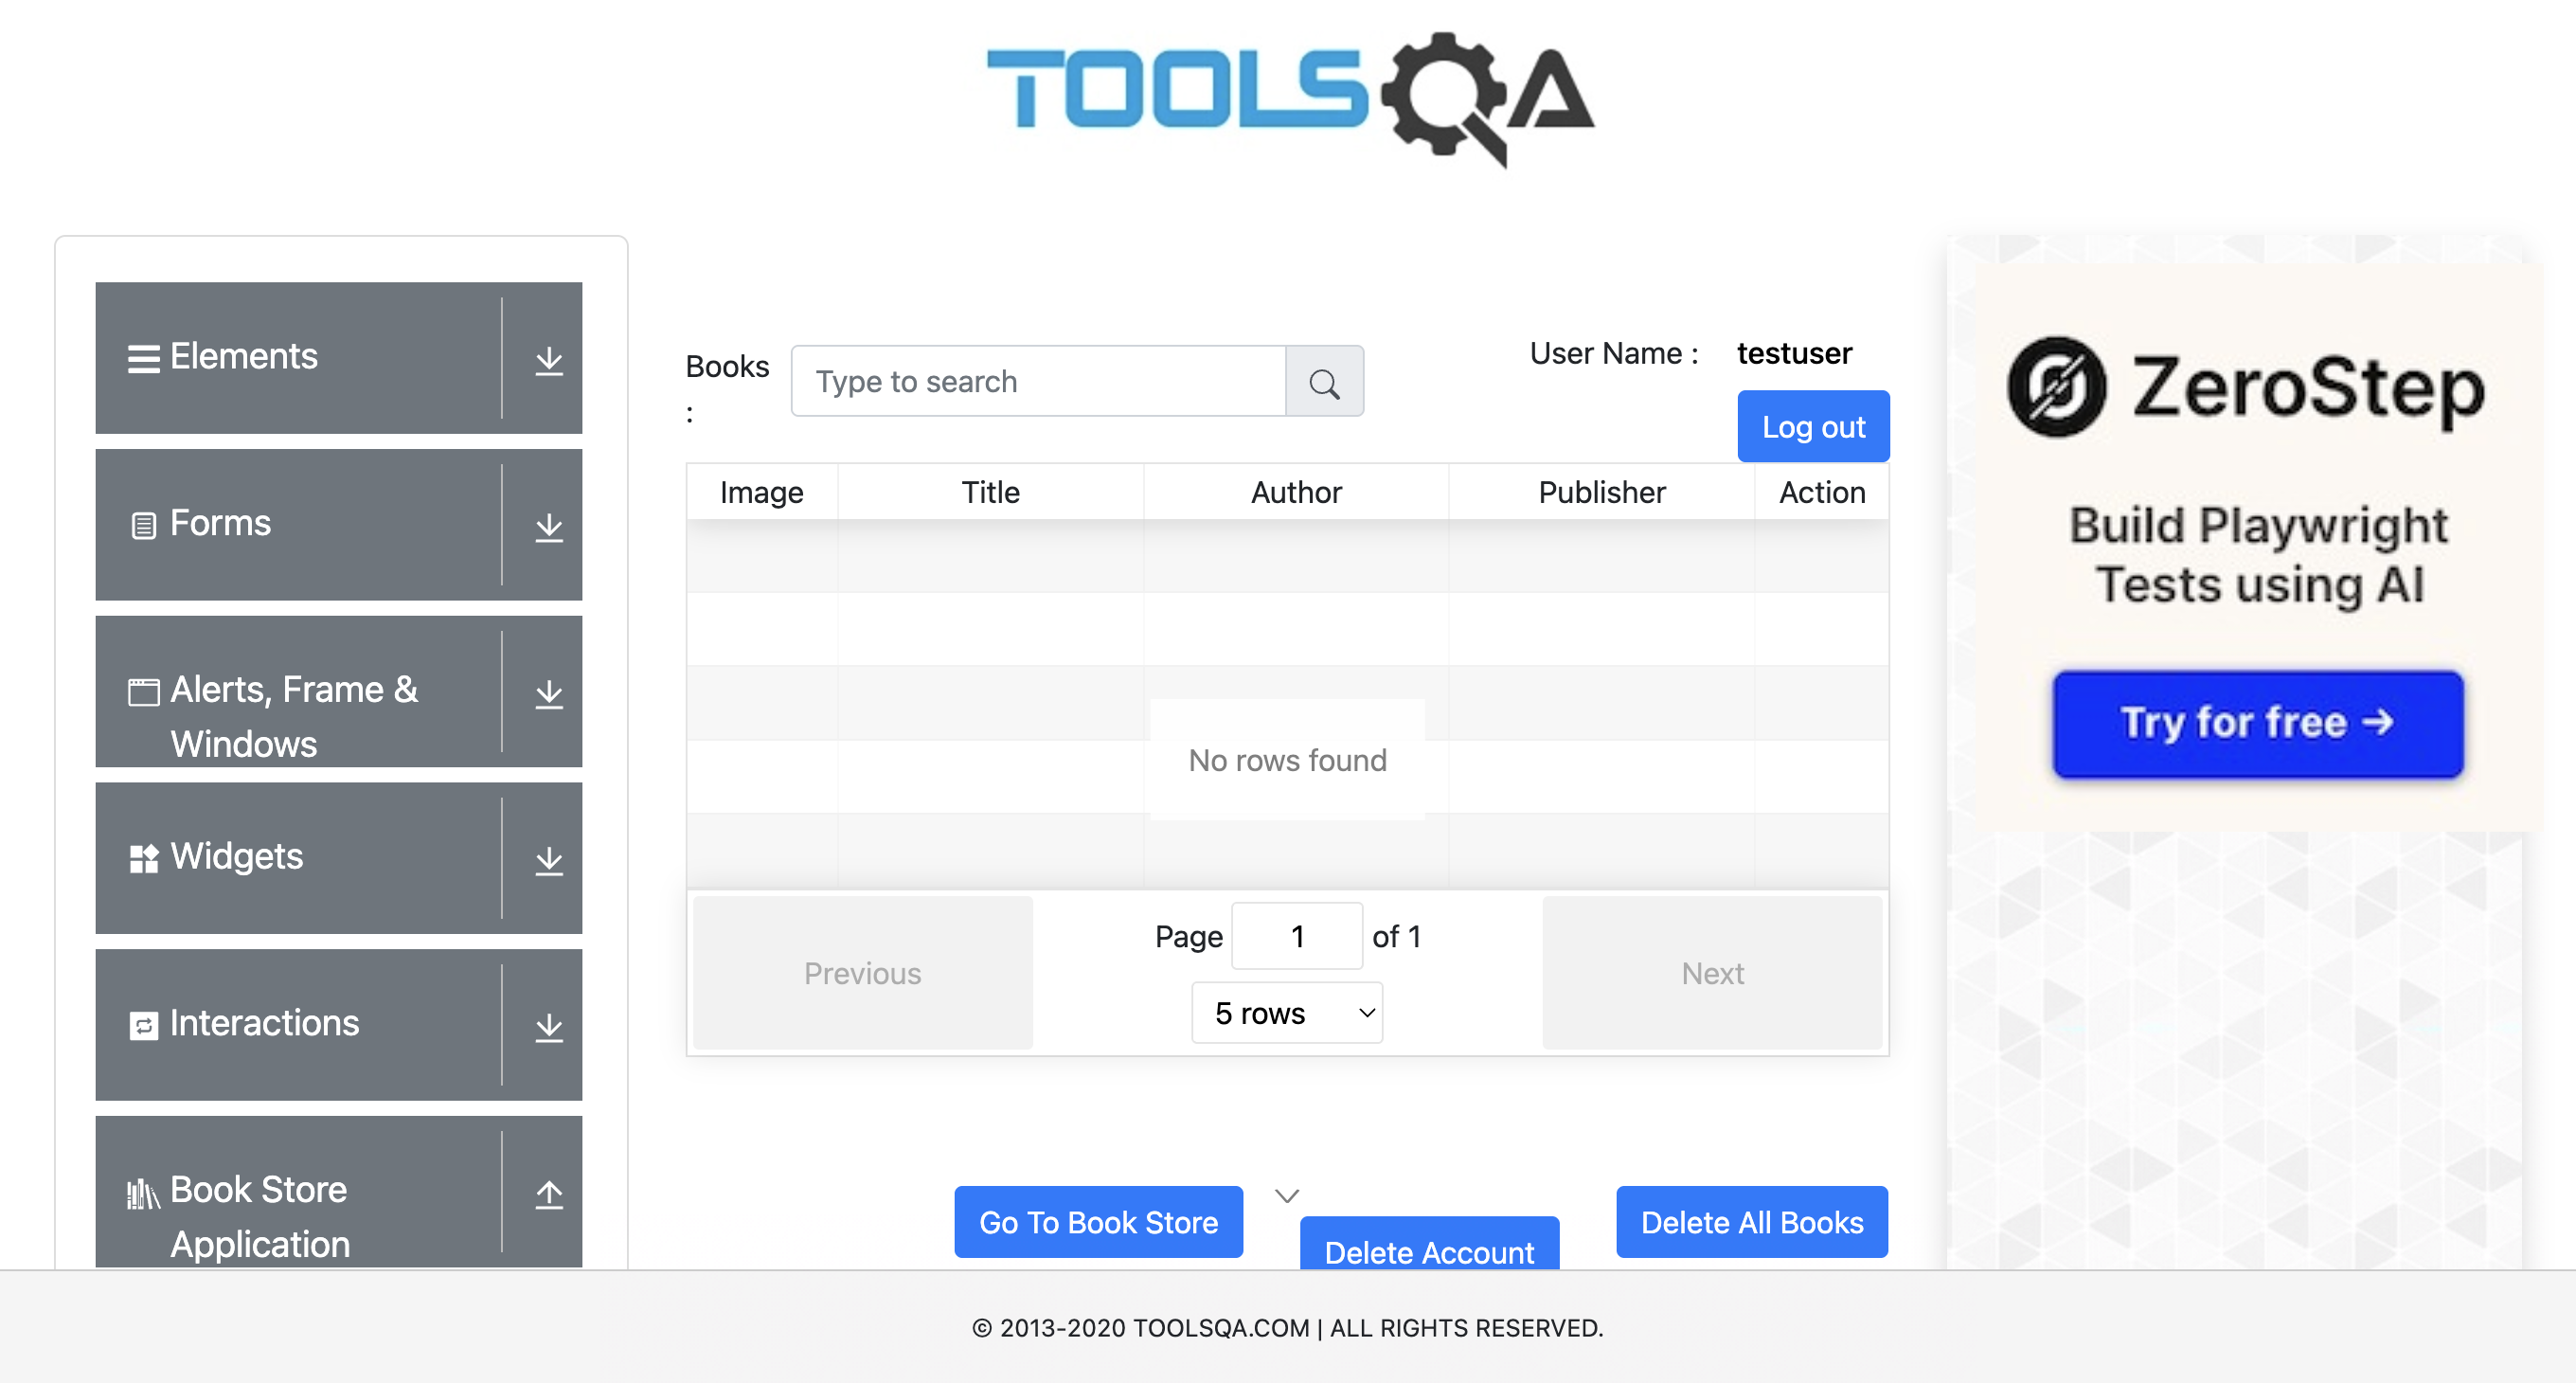 TOOLSQA
Elements
Forms
Alerts, Frame &
Windows
Widgets
Interactions
Book Store
Application
Books
:
Type to search
User Name :
testuser
Log out
Image Title Author Publisher Action
No rows found
Previous
Page 1 of 1
5 rows
Next
Go To Book Store
Delete Account
Delete All Books
ZeroStep
Build Playwright
Tests using AI
Try for free →
© 2013-2020 TOOLSQA.COM | ALL RIGHTS RESERVED.